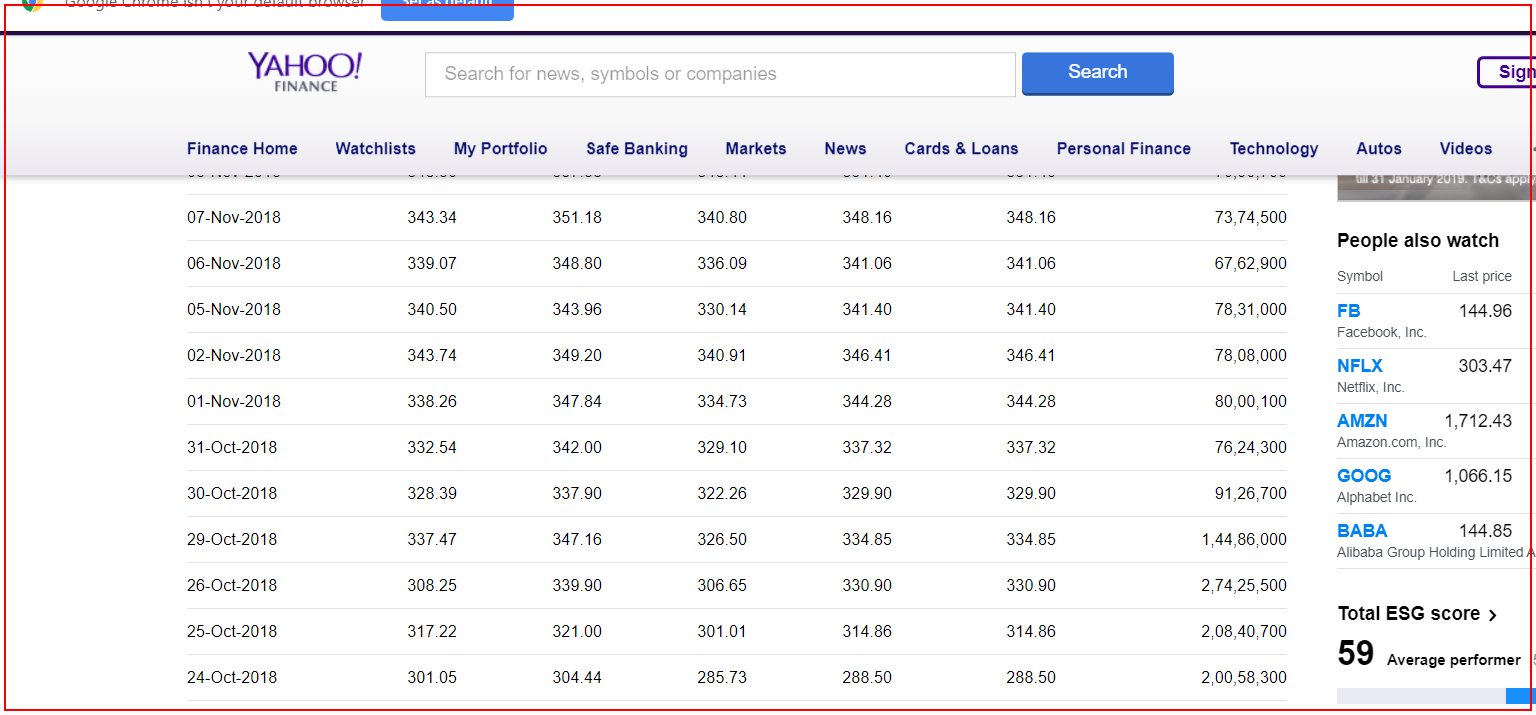 Google Chrome isn't your default browser Set as default
YAHOO!
FINANCE
Search for news, symbols or companies
Search
Sign
Finance Home Watchlists My Portfolio Safe Banking Markets News Cards & Loans Personal Finance Technology Autos Videos
till 31 January 2019. T&Cs apply
07-Nov-2018 343.34 351.18 340.80 348.16 348.16 73,74,500
06-Nov-2018 339.07 348.80 336.09 341.06 341.06 67,62,900
05-Nov-2018 340.50 343.96 330.14 341.40 341.40 78,31,000
02-Nov-2018 343.74 349.20 340.91 346.41 346.41 78,08,000
01-Nov-2018 338.26 347.84 334.73 344.28 344.28 80,00,100
31-Oct-2018 332.54 342.00 329.10 337.32 337.32 76,24,300
30-Oct-2018 328.39 337.90 322.26 329.90 329.90 91,26,700
29-Oct-2018 337.47 347.16 326.50 334.85 334.85 1,44,86,000
26-Oct-2018 308.25 339.90 306.65 330.90 330.90 2,74,25,500
25-Oct-2018 317.22 321.00 301.01 314.86 314.86 2,08,40,700
24-Oct-2018 301.05 304.44 285.73 288.50 288.50 2,00,58,300
People also watch
Symbol Last price
FB 144.96
Facebook, Inc.
NFLX 303.47
Netflix, Inc.
AMZN 1,712.43
Amazon.com, Inc.
GOOG 1,066.15
Alphabet Inc.
BABA 144.85
Alibaba Group Holding Limited A
Total ESG score
59 Average performer